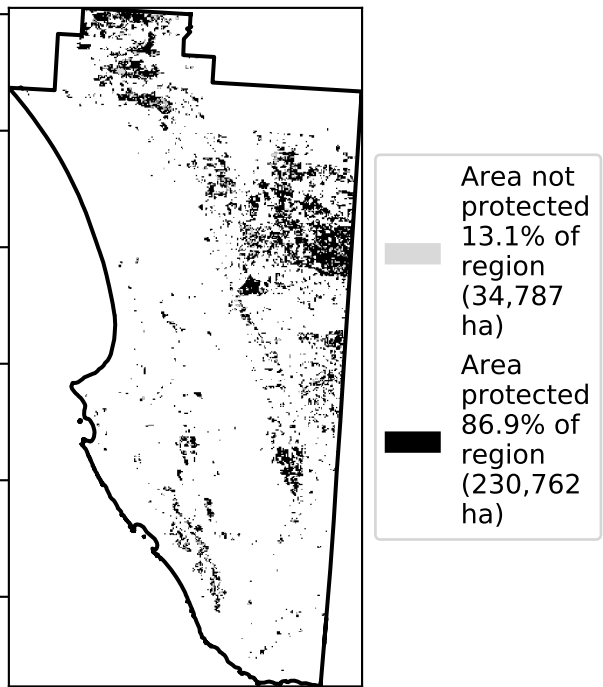 Area not
protected
13.1% of
region
(34,787
ha)
Area
protected
86.9% of
region
(230,762
ha)